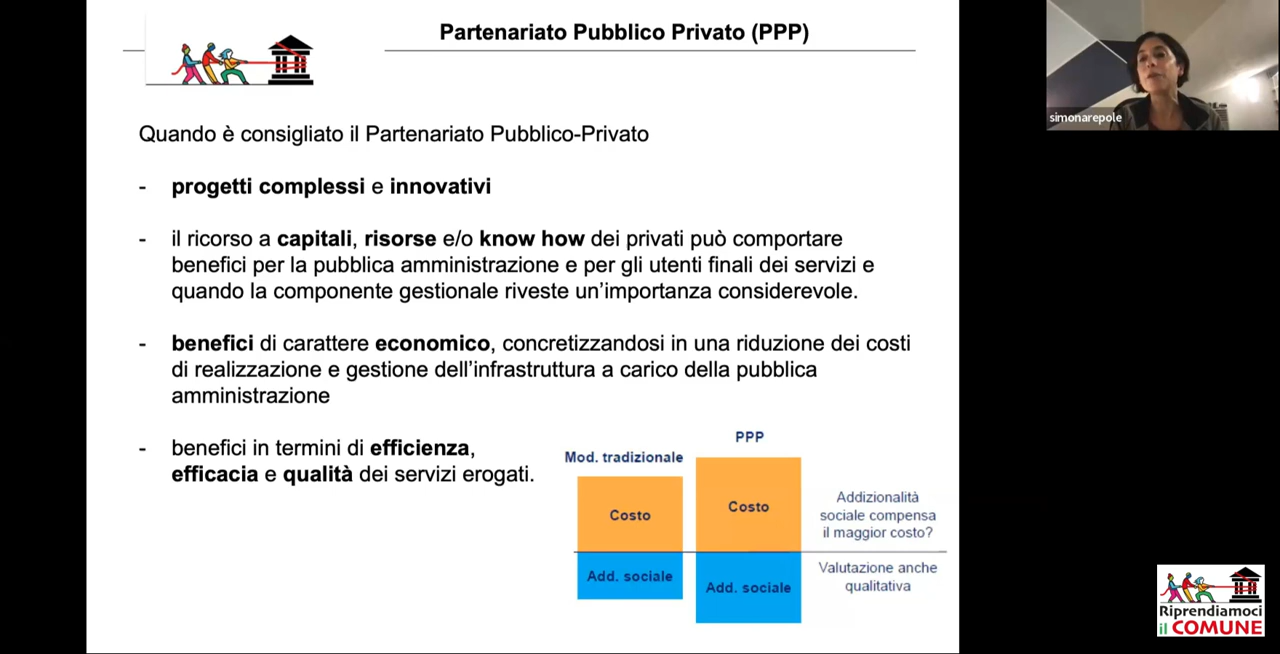 Partenariato Pubblico Privato (PPP)
simonarepole
Quando è consigliato il Partenariato Pubblico-Privato
- progetti complessi e innovativi
- il ricorso a capitali, risorse e/o know how dei privati può comportare
benefici per la pubblica amministrazione e per gli utenti finali dei servizi e
quando la componente gestionale riveste un'importanza considerevole.
- benefici di carattere economico, concretizzandosi in una riduzione dei costi
di realizzazione e gestione dell'infrastruttura a carico della pubblica
amministrazione
- benefici in termini di efficienza,
efficacia e qualità dei servizi erogati.
Mod. tradizionale
PPP
Costo
Costo
Addizionalità
sociale compensa
il maggior costo?
Add. sociale
Add. sociale
Valutazione anche
qualitativa
Riprendiamoci
il COMUNE